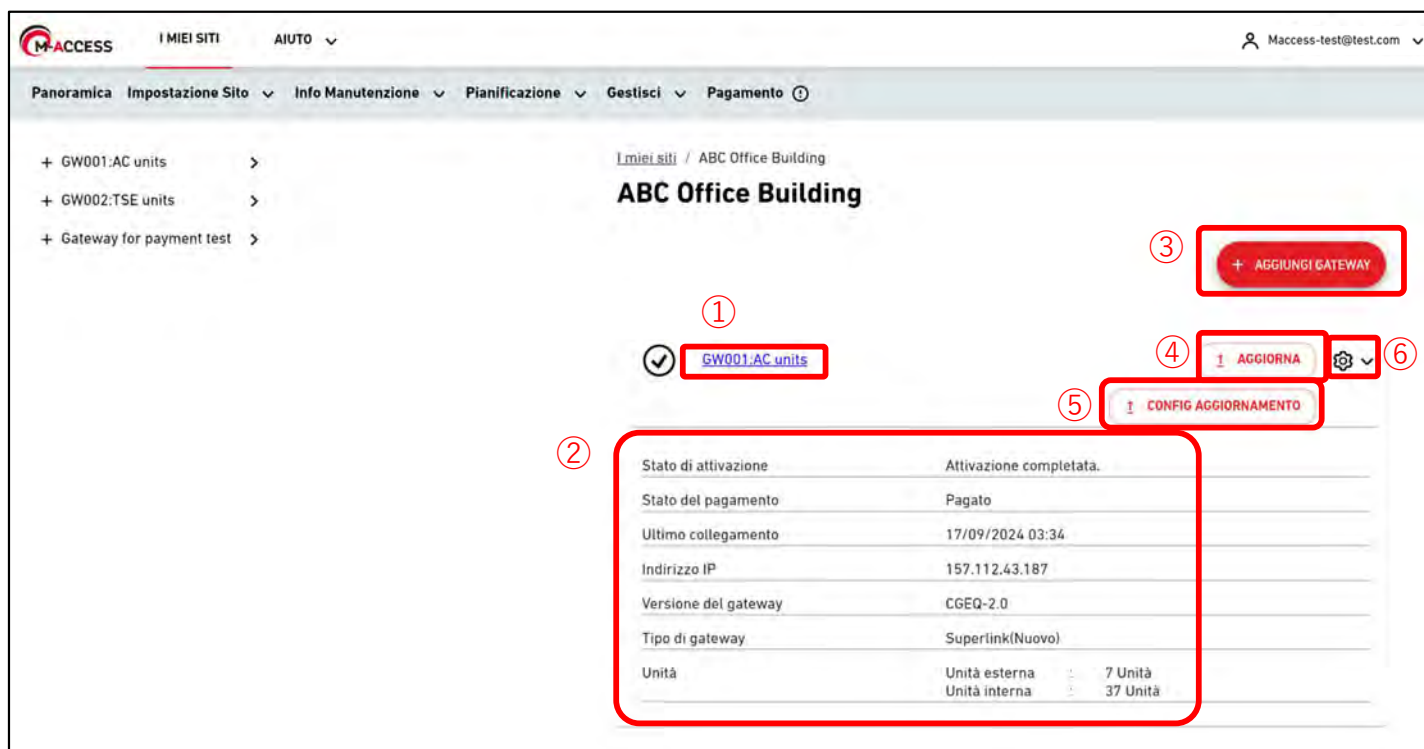 M-ACCESS I MIEI SITI AIUTO Maccess-test@test.com
Panoramica Impostazione Sito Info Manutenzione Pianificazione Gestisci Pagamento
+ GW001:AC units
+ GW002:TSE units
+ Gateway for payment test
I miei siti / ABC Office Building
ABC Office Building
③
+ AGGIUNGI GATEWAY
①
GW001:AC units
④
AGGIORNA
⑥
⑤
CONFIG AGGIORNAMENTO
②
Stato di attivazione Attivazione completata.
Stato del pagamento Pagato
Ultimo collegamento 17/09/2024 03:34
Indirizzo IP 157.112.43.187
Versione del gateway CGEQ-2.0
Tipo di gateway Superlink(Nuovo)
Unità Unità esterna : 7 Unità
Unità interna : 37 Unità